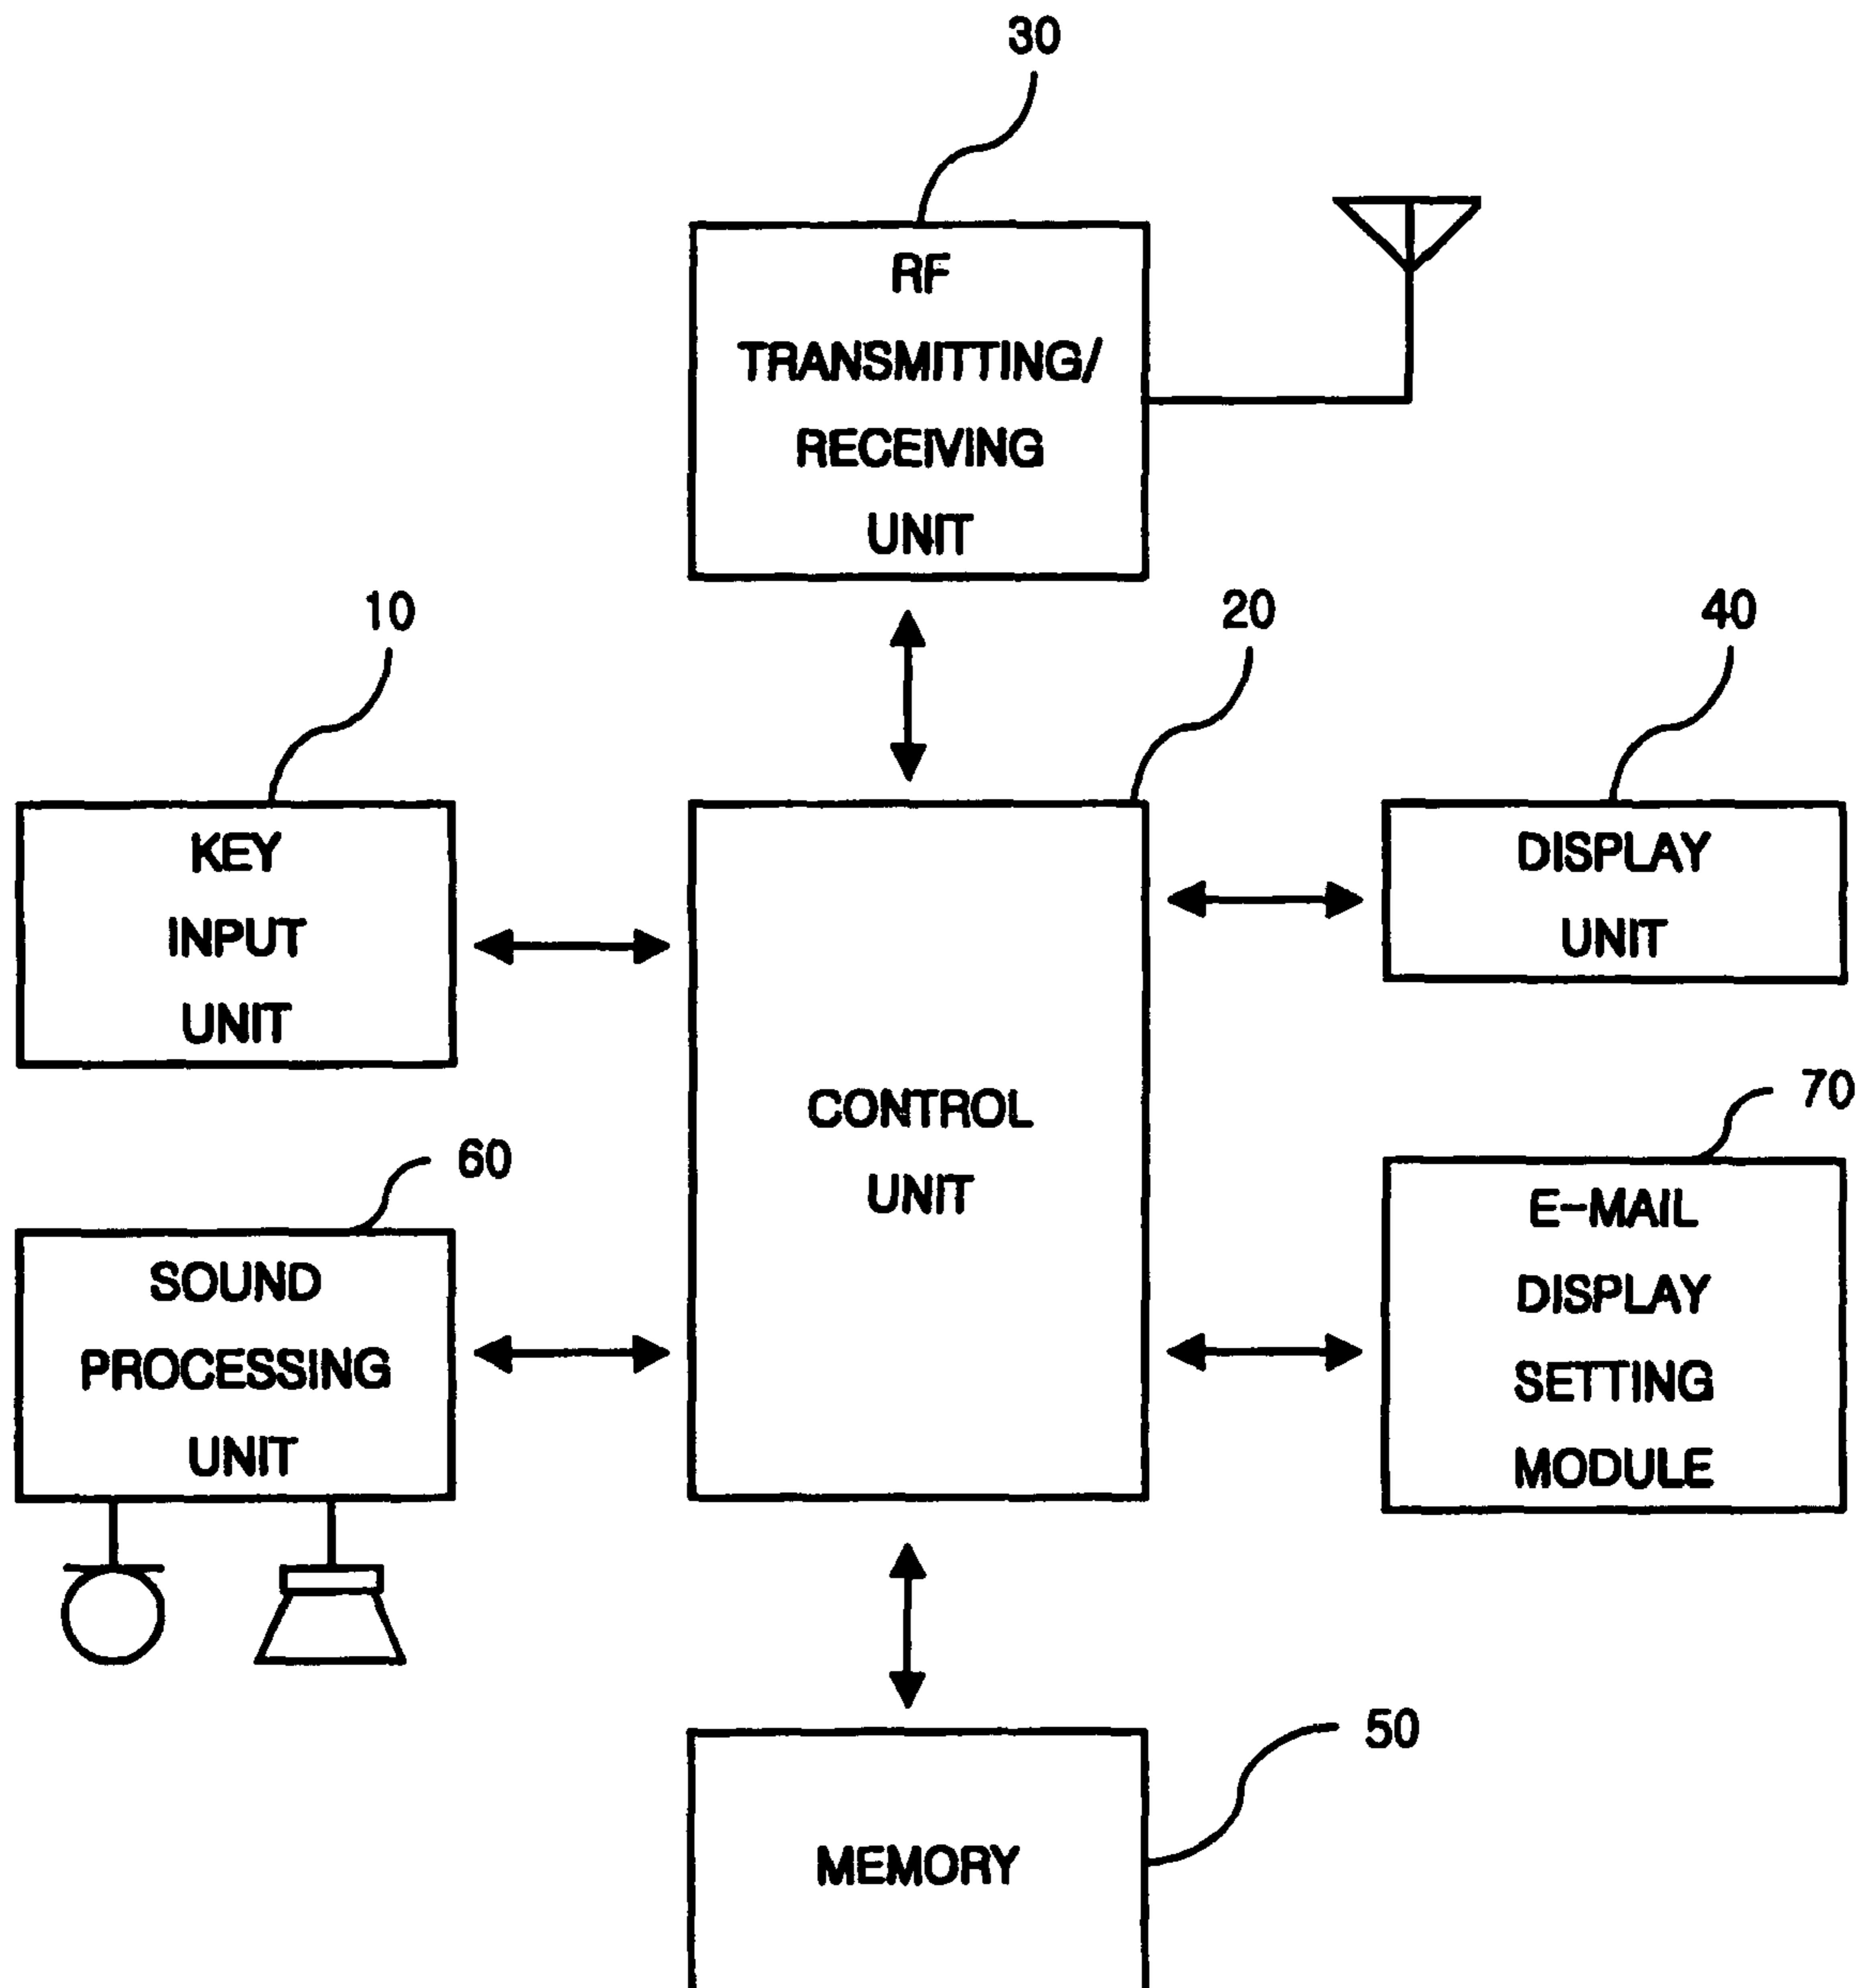 30
RF
TRANSMITTING/
RECEIVING
UNIT
10
20
40
KEY
INPUT
UNIT
DISPLAY
UNIT
CONTROL
UNIT
70
60
E-MAIL
DISPLAY
SETTING
MODULE
SOUND
PROCESSING
UNIT
50
MEMORY